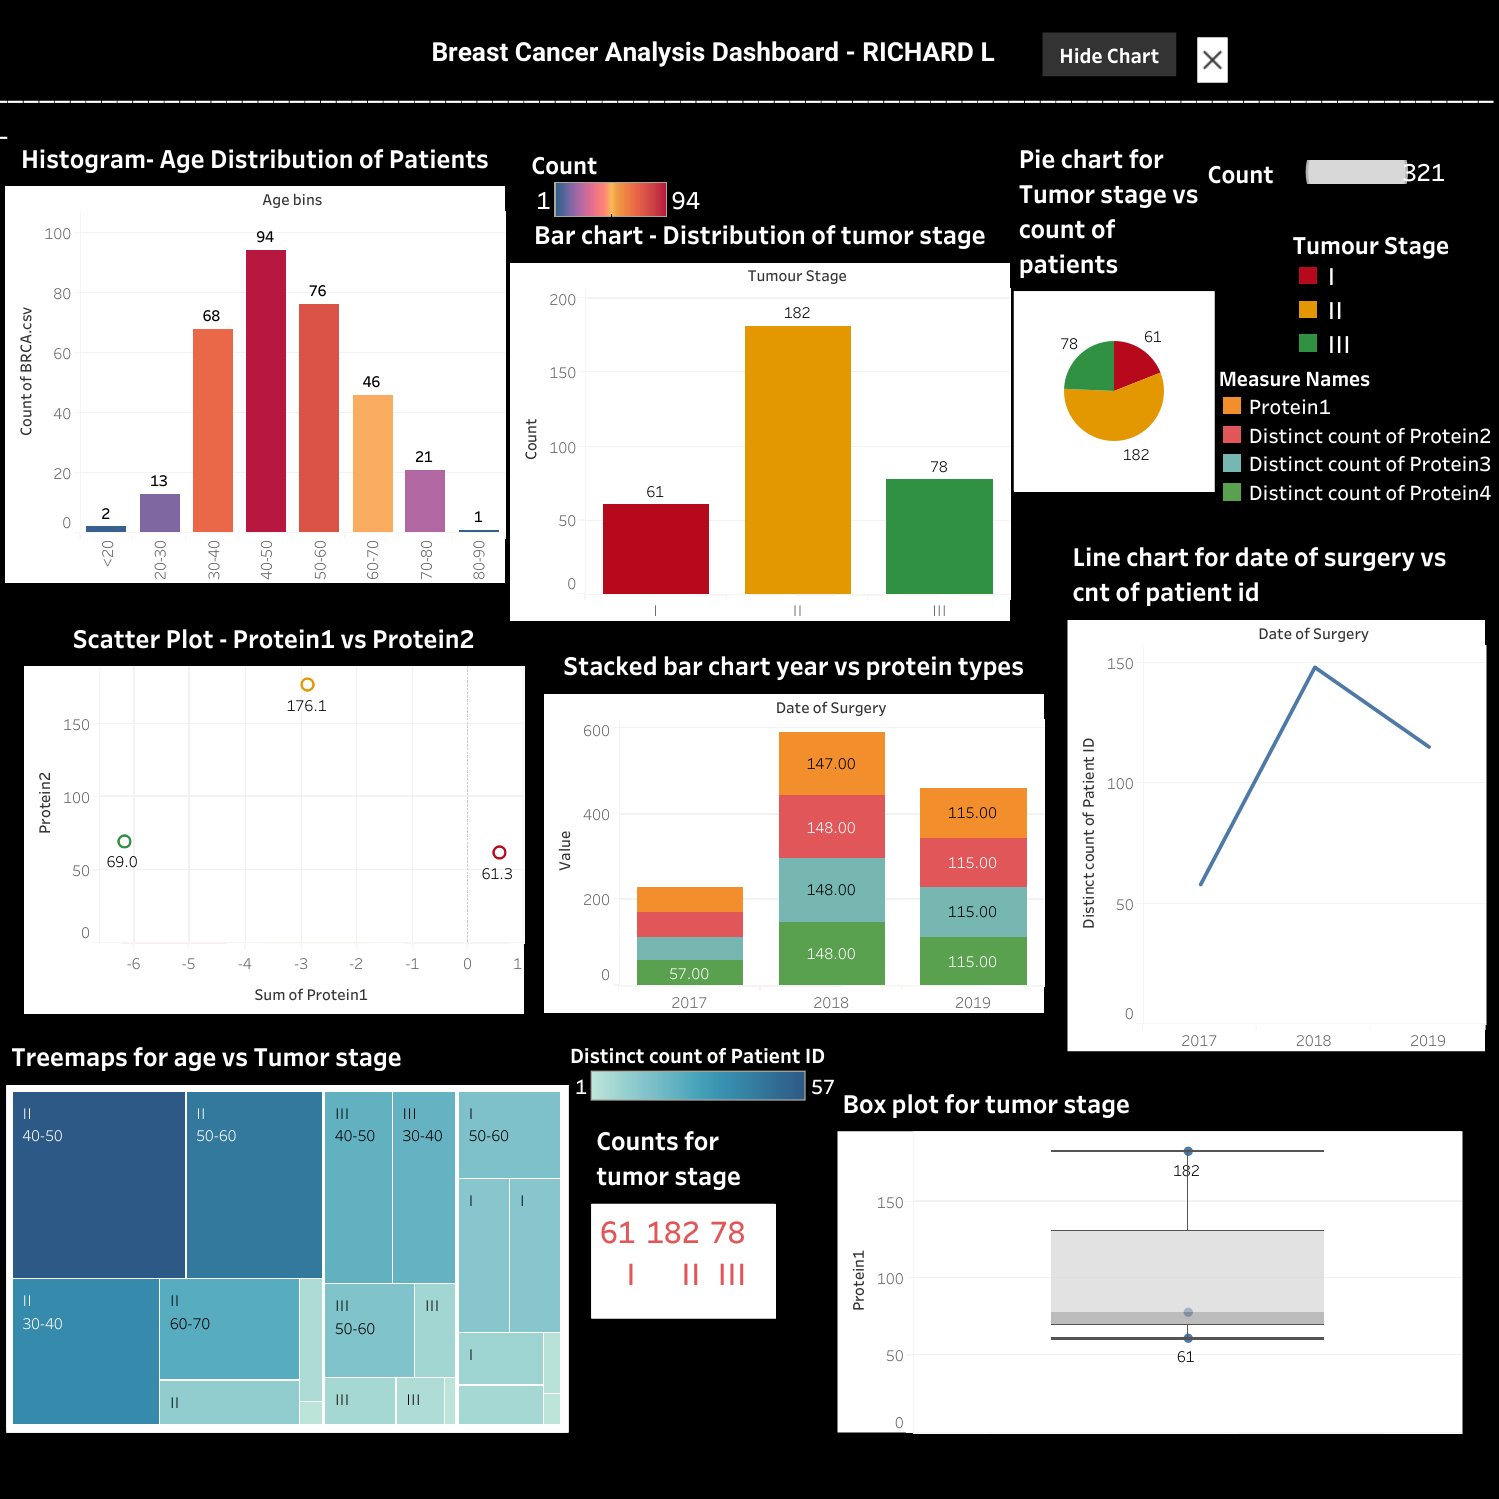 Breast Cancer Analysis Dashboard - RICHARD L
Hide Chart
Histogram- Age Distribution of Patients
Age bins
Count of BRCA.csv
100
80
60
40
20
0
2
13
68
94
76
46
21
1
<20
20-30
30-40
40-50
50-60
60-70
70-80
80-90
Count
1
94
Bar chart - Distribution of tumor stage
Tumour Stage
Count
200
150
100
50
0
61
182
78
I
II
III
Pie chart for
Tumor stage vs
count of
patients
78
61
182
Count
321
Tumour Stage
I
II
III
Measure Names
Protein1
Distinct count of Protein2
Distinct count of Protein3
Distinct count of Protein4
Scatter Plot - Protein1 vs Protein2
Protein2
150
100
50
0
176.1
69.0
61.3
-6
-5
-4
-3
-2
-1
0
1
Sum of Protein1
Stacked bar chart year vs protein types
Date of Surgery
Value
600
400
200
0
57.00
147.00
148.00
148.00
148.00
115.00
115.00
115.00
115.00
2017
2018
2019
Line chart for date of surgery vs
cnt of patient id
Date of Surgery
Distinct count of Patient ID
150
100
50
0
2017
2018
2019
Treemaps for age vs Tumor stage
II
40-50
II
50-60
II
30-40
II
60-70
II
III
40-50
III
30-40
III
50-60
III
III
III
I
50-60
I
I
I
Distinct count of Patient ID
1
57
Counts for
tumor stage
61 182 78
I II III
Box plot for tumor stage
Protein1
150
100
50
0
182
61